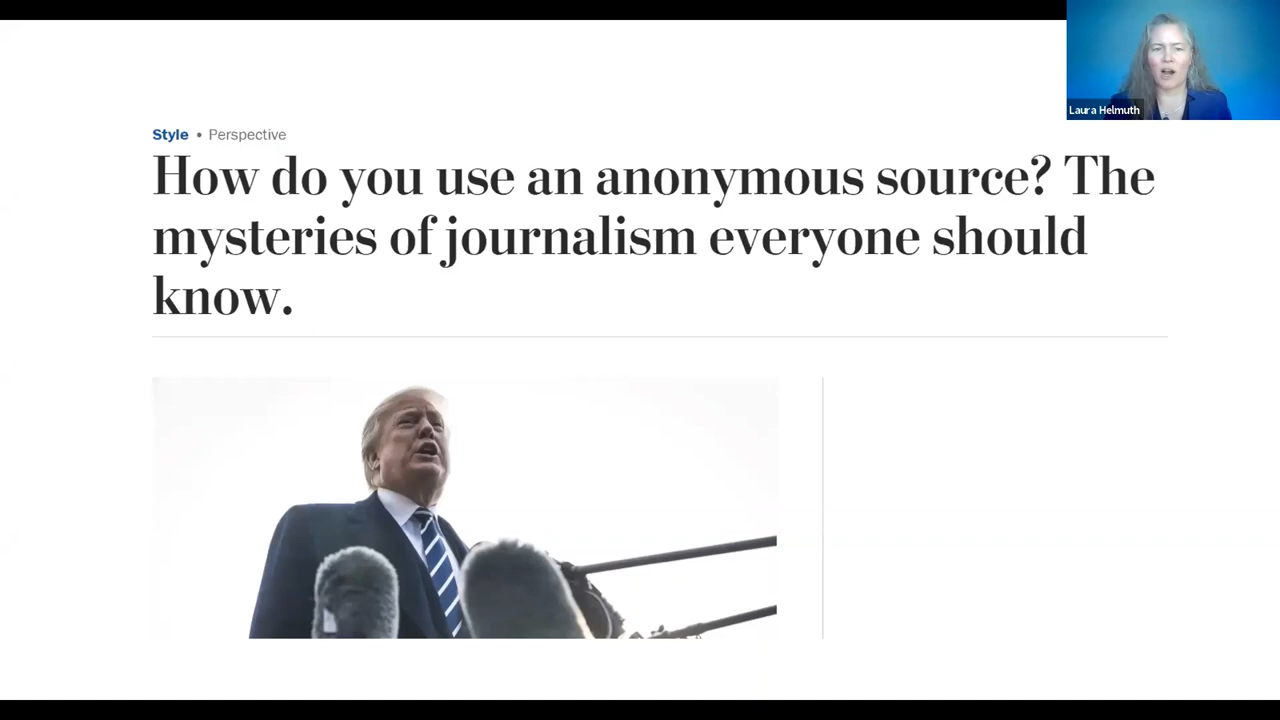 Laura Helmuth
Style • Perspective
How do you use an anonymous source? The
mysteries of journalism everyone should
know.